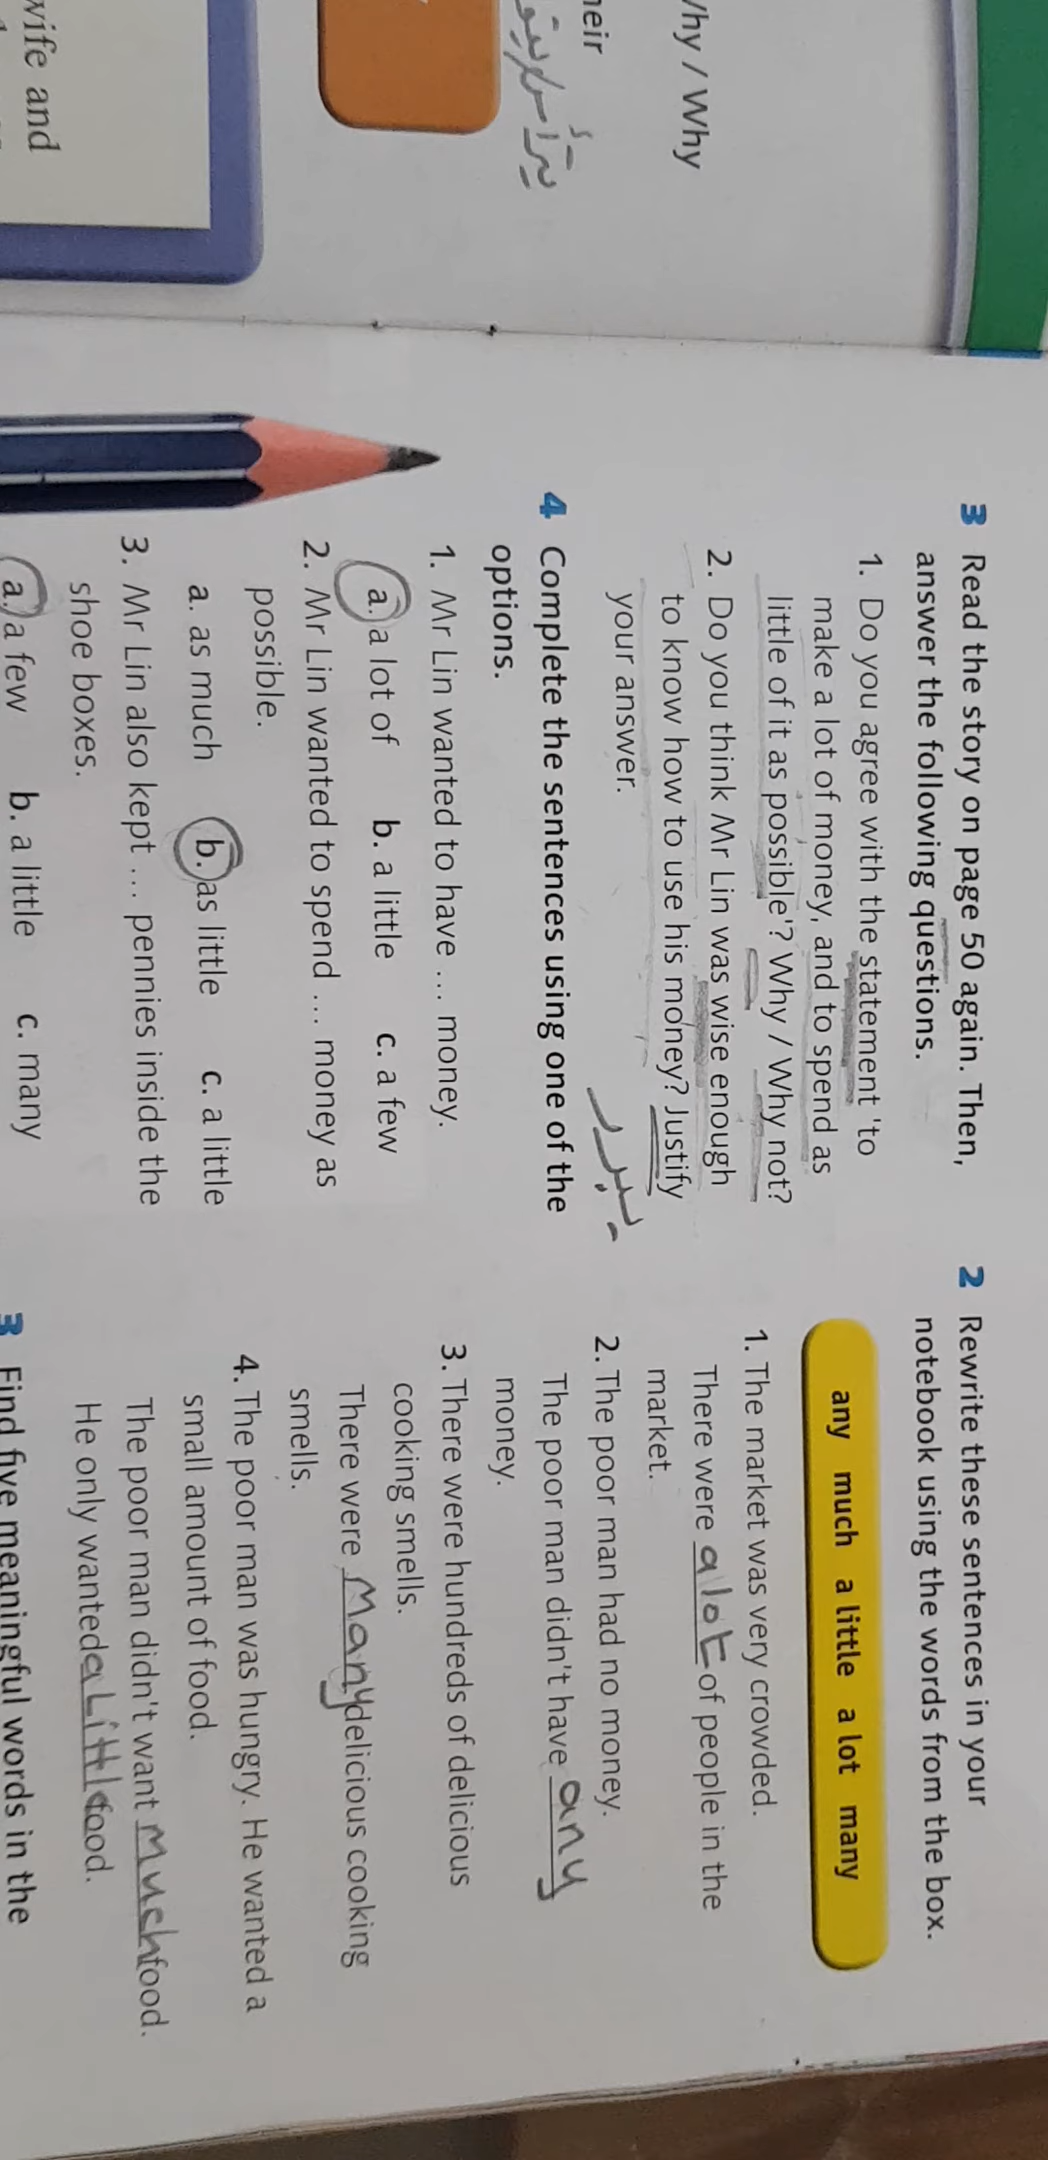 Why / Why
heir
wife and
3 Read the story on page 50 again. Then,
answer the following questions.
1. Do you agree with the statement 'to
make a lot of money, and to spend as
little of it as possible'? Why / Why not?
2. Do you think Mr Lin was wise enough
to know how to use his money? Justify
your answer.
يبرر
4 Complete the sentences using one of the
options.
1. Mr Lin wanted to have ... money.
a. a lot of b. a little c. a few
2. Mr Lin wanted to spend ... money as
possible.
a. as much b. as little c. a little
3. Mr Lin also kept ... pennies inside the
shoe boxes.
a. a few b. a little c. many
2 Rewrite these sentences in your
notebook using the words from the box.
any much a little a lot many
1. The market was very crowded.
There were a lot of people in the
market.
2. The poor man had no money.
The poor man didn't have any
money.
3. There were hundreds of delicious
cooking smells.
There were Many delicious cooking
smells.
4. The poor man was hungry. He wanted a
small amount of food.
The poor man didn't want much food.
He only wanted a little food.
3 Find five meaningful words in the